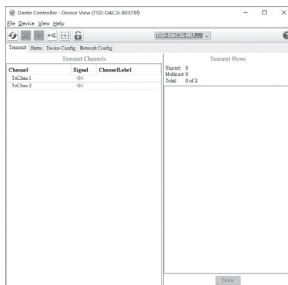 Dante Controller - Device View (TSD-DAC2i-80378f)
File Device View Help
Transmit Status Device Config Network Config
Transmit Channels
Channel Signal Channel Label
TxChan 1
TxChan 2
Transmit Flows
Unicast: 0
Multicast: 0
Total: 0 of 2
Delete